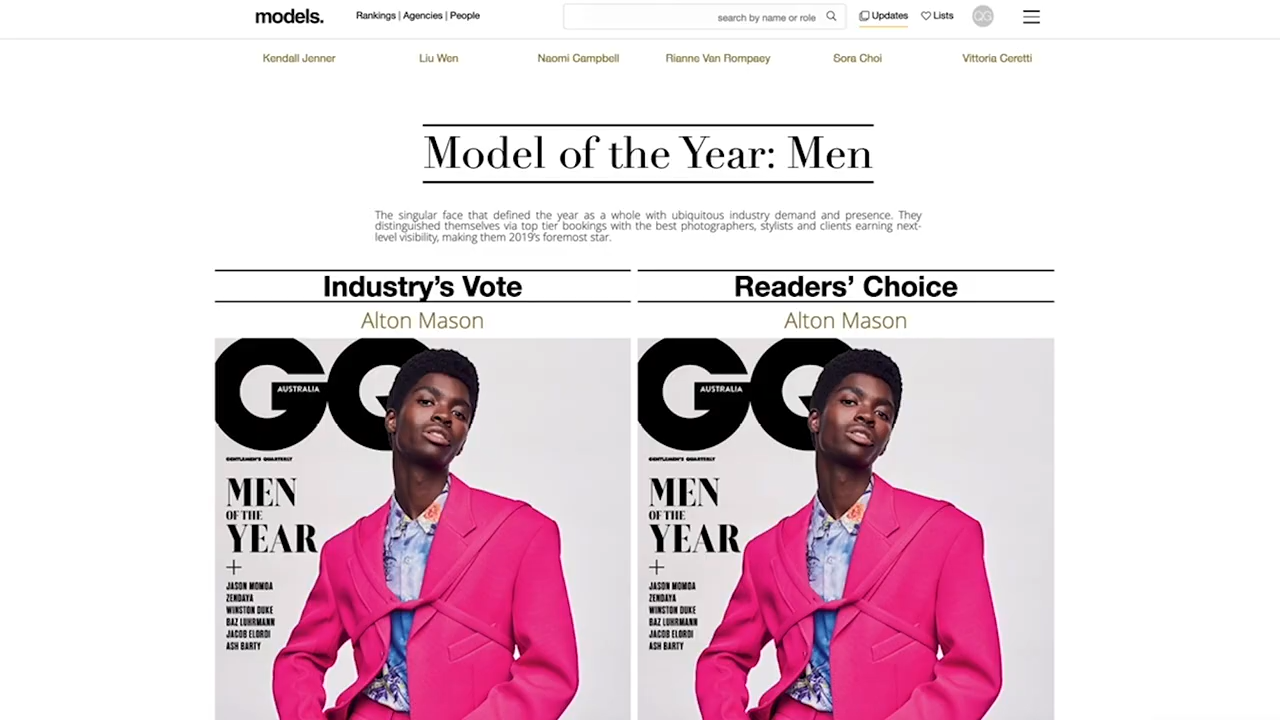 models.
Rankings | Agencies | People
search by name or role
Updates
Lists
QG
Kendall Jenner
Liu Wen
Naomi Campbell
Rianne Van Rompaey
Sora Choi
Vittoria Ceretti
Model of the Year: Men
The singular face that defined the year as a whole with ubiquitous industry demand and presence. They
distinguished themselves via top tier bookings with the best photographers, stylists and clients earning next-
level visibility, making them 2019's foremost star.
Industry's Vote
Alton Mason
GQ
AUSTRALIA
GENTLEMEN'S QUARTERLY
MEN
OF THE
YEAR
+
JASON MOMOA
ZENDAYA
WINSTON DUKE
BAZ LUHRMANN
JACOB ELORDI
ASH BARTY
Readers' Choice
Alton Mason
GQ
AUSTRALIA
GENTLEMEN'S QUARTERLY
MEN
OF THE
YEAR
+
JASON MOMOA
ZENDAYA
WINSTON DUKE
BAZ LUHRMANN
JACOB ELORDI
ASH BARTY